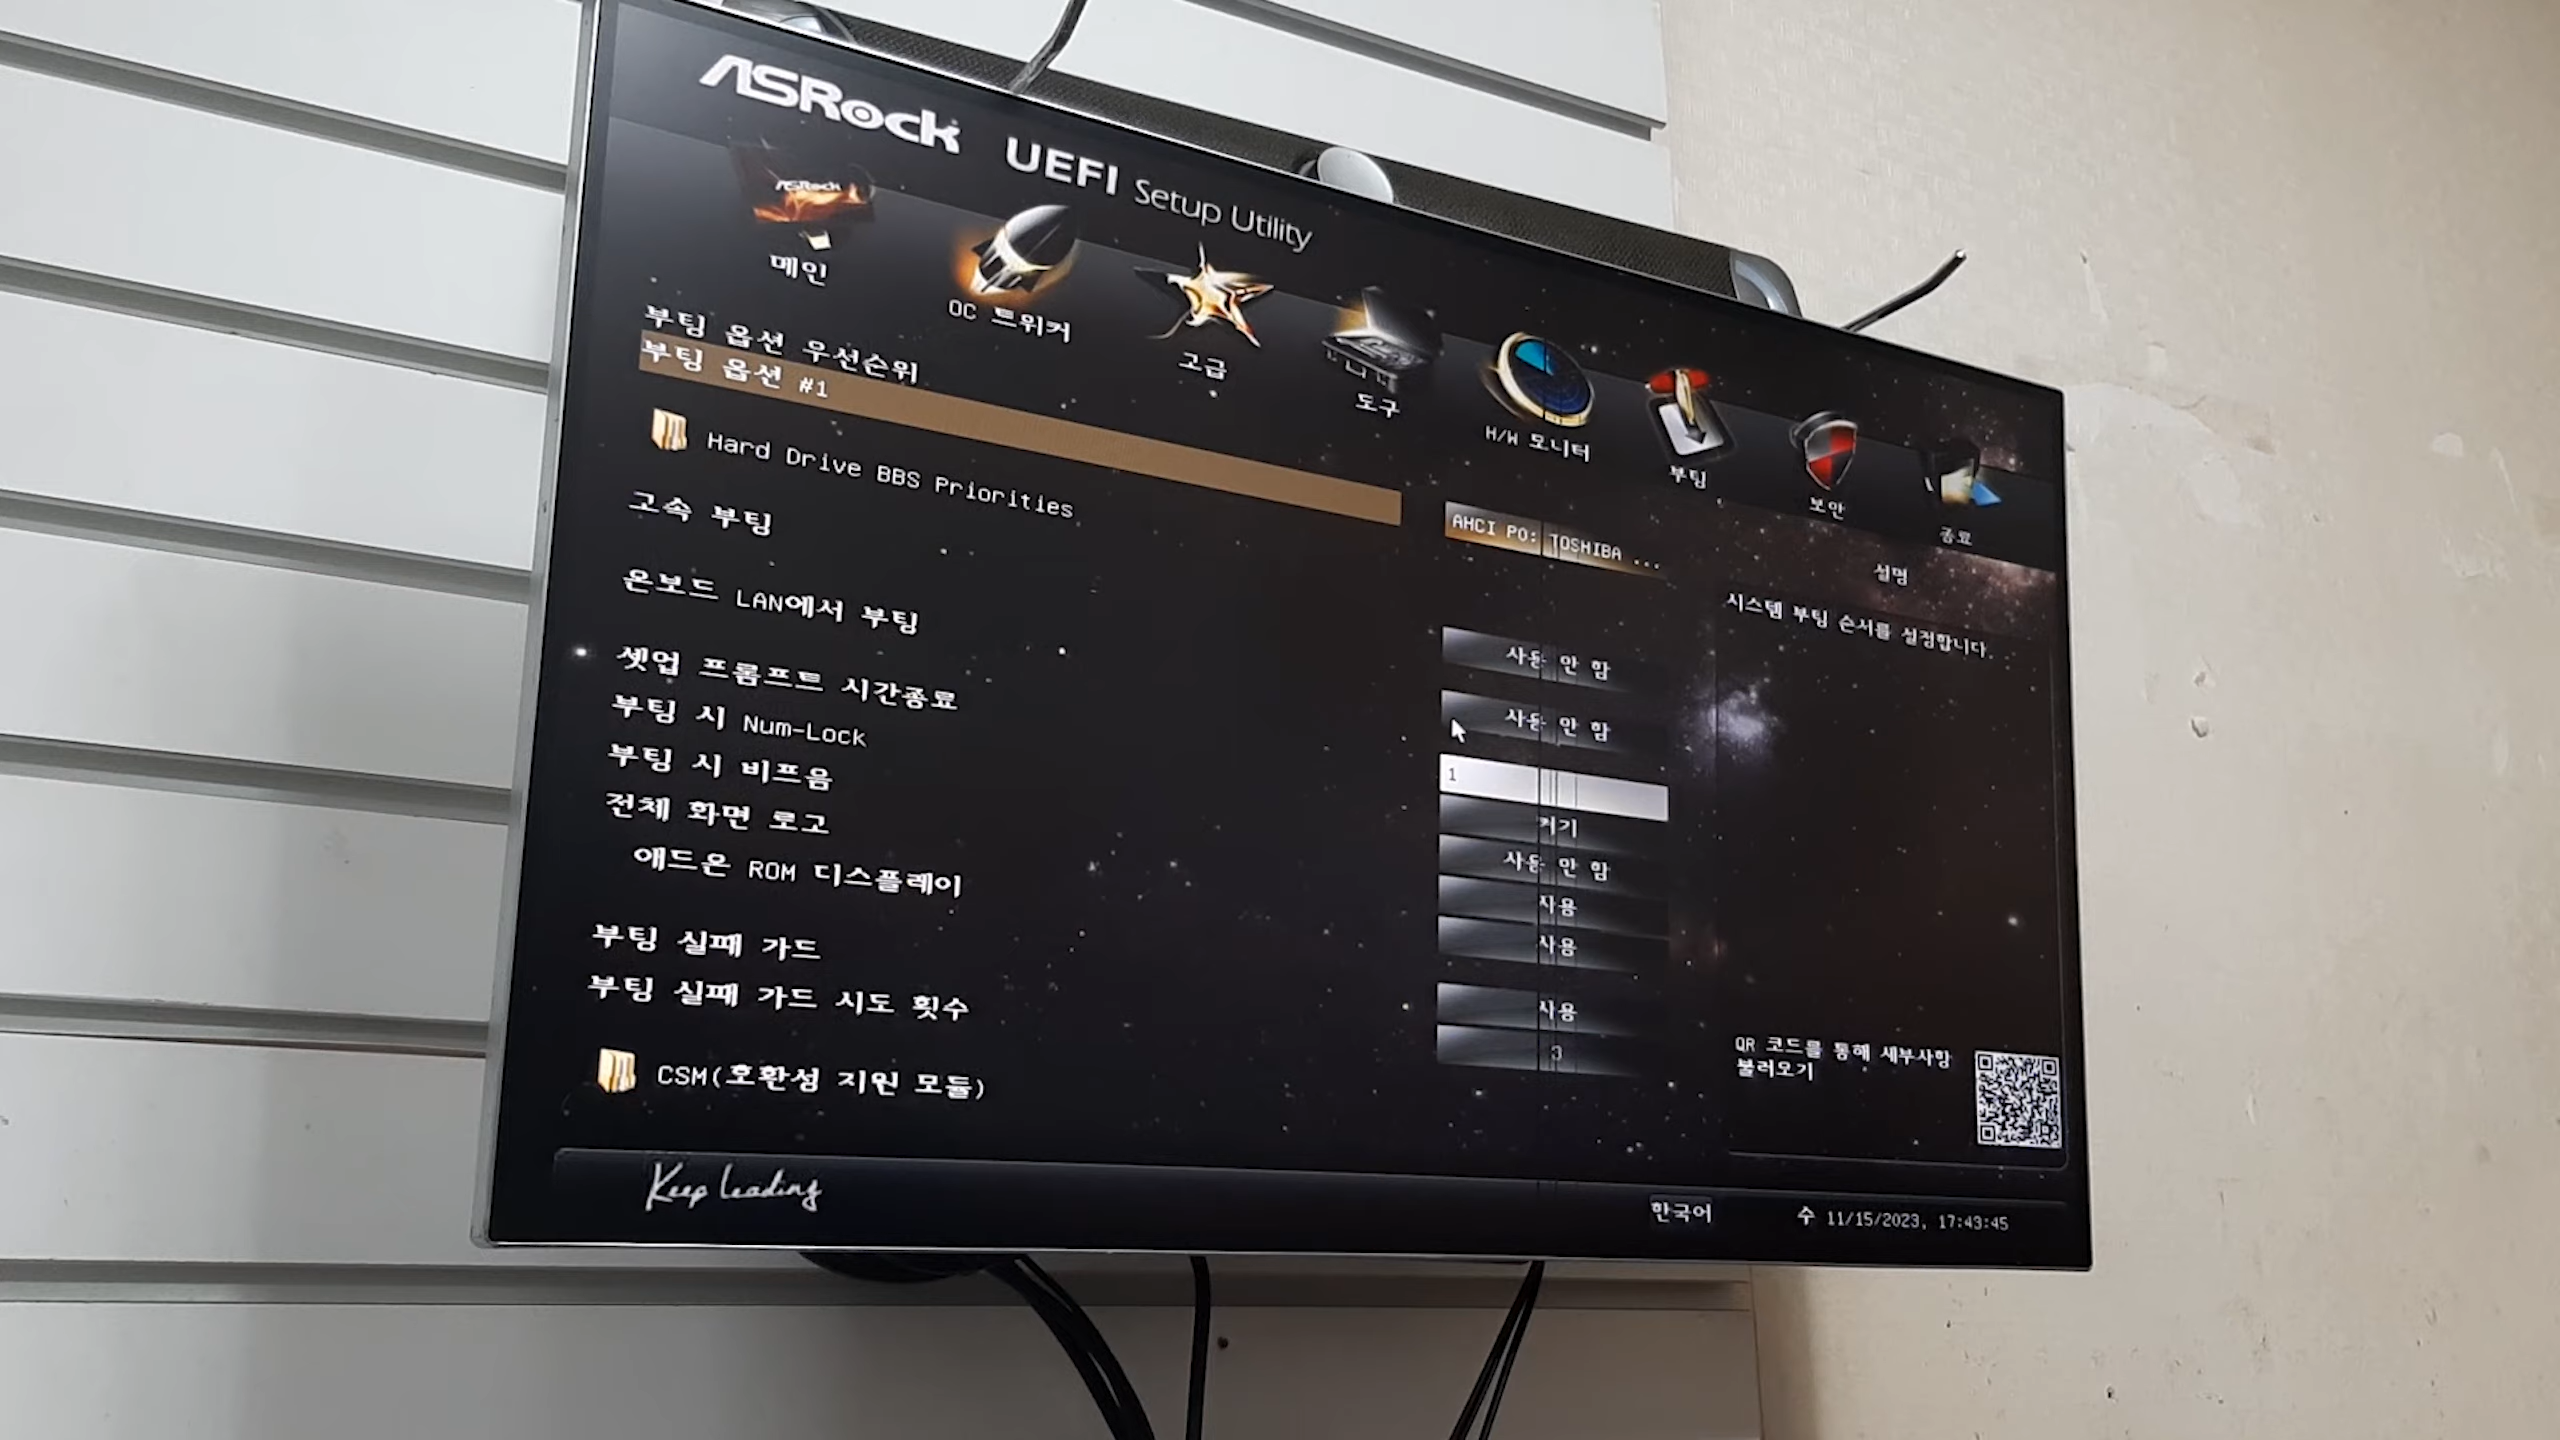 ASRock UEFI Setup Utility
ASRock
메인
OC 트위커
고급
도구
H/W 모니터
부팅
보안
종료
부팅 옵션 우선순위
부팅 옵션 #1
AHCI P0: TOSHIBA ...
Hard Drive BBS Priorities
고속 부팅
사용 안 함
온보드 LAN에서 부팅
사용 안 함
셋업 프롬프트 시간종료
1
부팅 시 Num-Lock
켜기
부팅 시 비프음
사용 안 함
전체 화면 로고
사용
애드온 ROM 디스플레이
사용
부팅 실패 가드
사용
부팅 실패 가드 시도 횟수
3
CSM(호환성 지원 모듈)
설명
시스템 부팅 순서를 설정합니다.
QR 코드를 통해 세부사항
불러오기
Keep Leading
한국어
수 11/15/2023, 17:43:45